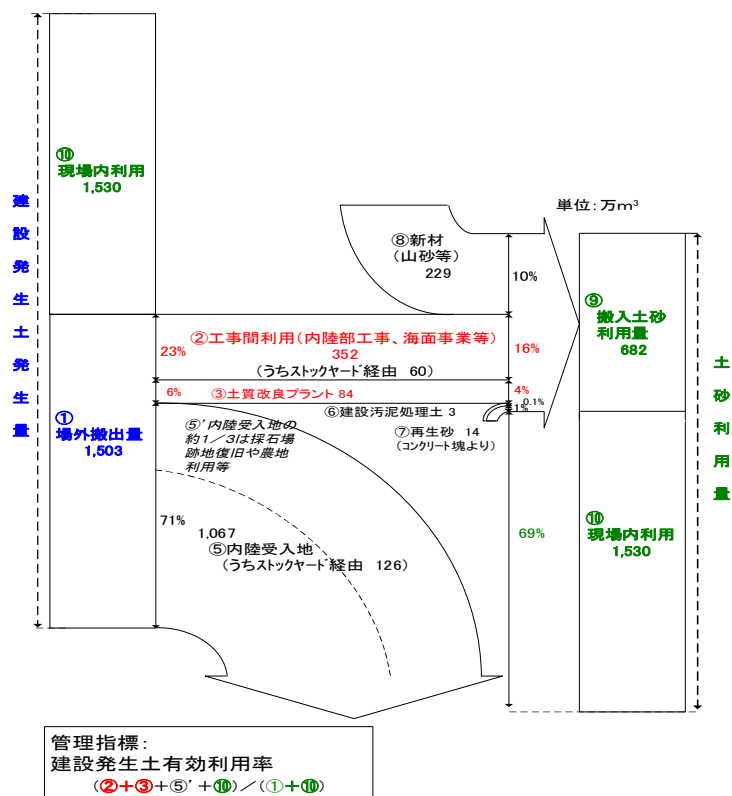 建設発生土発生量
⑩
現場内利用
1,530
①
場外搬出量
1,503
単位：万m³
⑧新材
（山砂等）
229
10%
②工事間利用（内陸部工事、海面事業等）
352
（うちストックヤード経由 60）
23%
16%
6%
③土質改良プラント 84
4%
⑥建設汚泥処理土 3
0.1%
1%
⑦再生砂 14
（コンクリート塊より）
⑤’内陸受入地の
約１／３は採石場
跡地復旧や農地
利用等
71%
1,067
⑤内陸受入地
（うちストックヤード経由 126）
69%
⑨
搬入土砂
利用量
682
⑩
現場内利用
1,530
土砂利用量
管理指標：
建設発生土有効利用率
（②＋③＋⑤’＋⑩）／（①＋⑩）